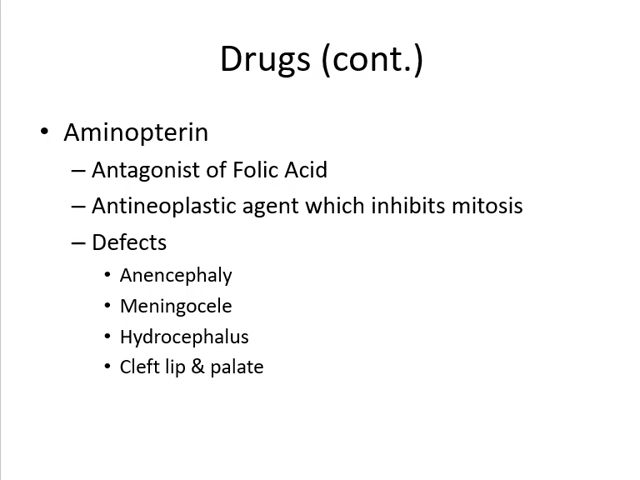 Drugs (cont.)
• Aminopterin
– Antagonist of Folic Acid
– Antineoplastic agent which inhibits mitosis
– Defects
• Anencephaly
• Meningocele
• Hydrocephalus
• Cleft lip & palate